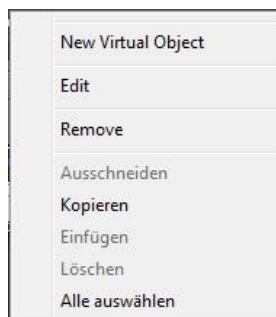 New Virtual Object
Edit
Remove
Ausschneiden
Kopieren
Einfügen
Löschen
Alle auswählen